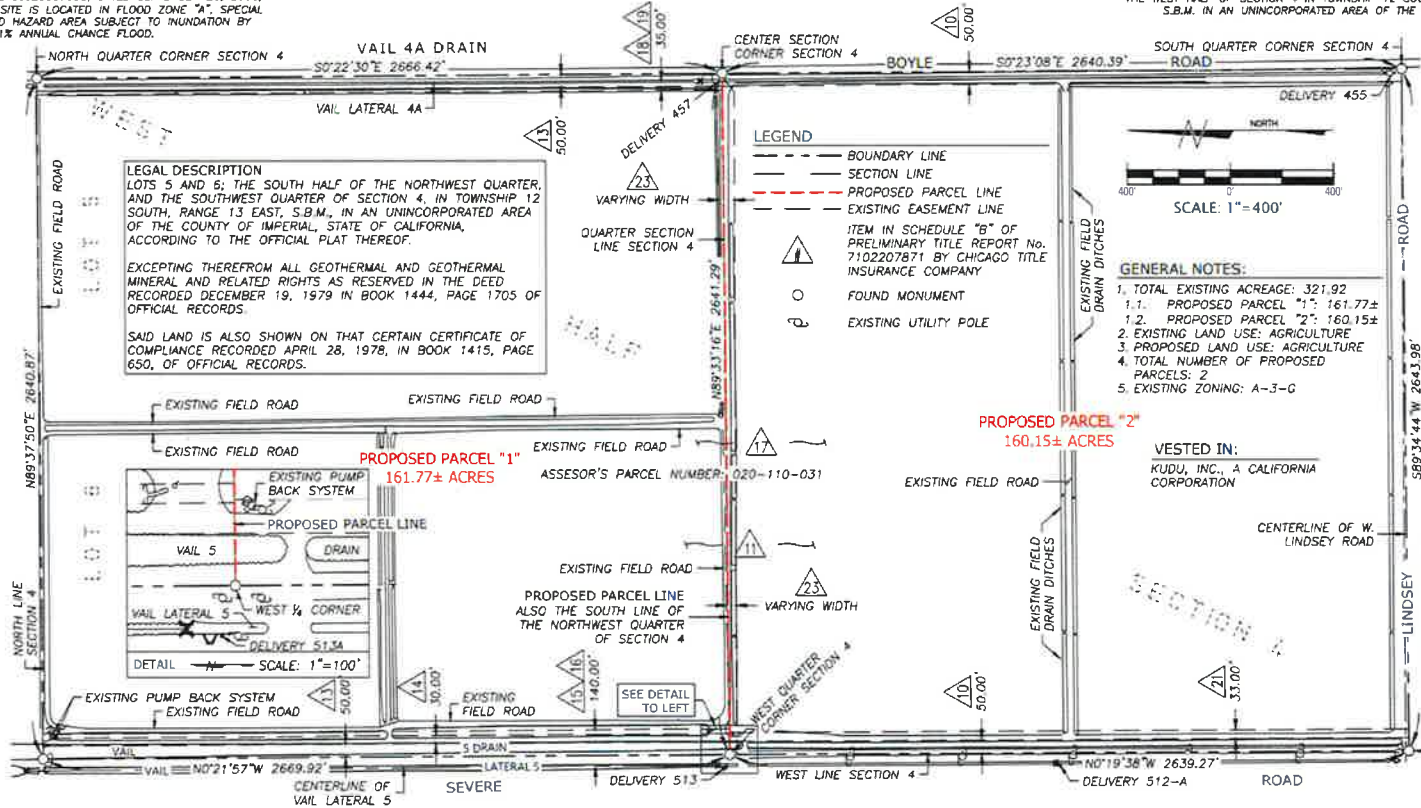 SITE IS LOCATED IN FLOOD ZONE "A", SPECIAL
HAZARD AREA SUBJECT TO INUNDATION BY
1% ANNUAL CHANCE FLOOD.
S.B.M. IN AN UNINCORPORATED AREA OF THE
NORTH QUARTER CORNER SECTION 4
VAIL 4A DRAIN
S0°22'30"E 2666.42'
VAIL LATERAL 4A
18
19
35.00'
CENTER SECTION
CORNER SECTION 4
10
50.00'
BOYLE
S0°23'08"E 2640.39'
ROAD
SOUTH QUARTER CORNER SECTION 4
DELIVERY 455
WEST
HALF
LOT 5
LOT 6
13
50.00'
DELIVERY 457
23
VARYING WIDTH
QUARTER SECTION
LINE SECTION 4
N89°33'16"E 2641.29'
EXISTING FIELD ROAD
LEGAL DESCRIPTION
LOTS 5 AND 6; THE SOUTH HALF OF THE NORTHWEST QUARTER,
AND THE SOUTHWEST QUARTER OF SECTION 4, IN TOWNSHIP 12
SOUTH, RANGE 13 EAST, S.B.M., IN AN UNINCORPORATED AREA
OF THE COUNTY OF IMPERIAL, STATE OF CALIFORNIA,
ACCORDING TO THE OFFICIAL PLAT THEREOF.
EXCEPTING THEREFROM ALL GEOTHERMAL AND GEOTHERMAL
MINERAL AND RELATED RIGHTS AS RESERVED IN THE DEED
RECORDED DECEMBER 19, 1979 IN BOOK 1444, PAGE 1705 OF
OFFICIAL RECORDS.
SAID LAND IS ALSO SHOWN ON THAT CERTAIN CERTIFICATE OF
COMPLIANCE RECORDED APRIL 28, 1978, IN BOOK 1415, PAGE
650, OF OFFICIAL RECORDS.
LEGEND
BOUNDARY LINE
SECTION LINE
PROPOSED PARCEL LINE
EXISTING EASEMENT LINE
1
ITEM IN SCHEDULE "B" OF
PRELIMINARY TITLE REPORT No.
7102207871 BY CHICAGO TITLE
INSURANCE COMPANY
FOUND MONUMENT
EXISTING UTILITY POLE
EXISTING FIELD
DRAIN DITCHES
N
NORTH
400'
0'
400'
SCALE: 1"=400'
GENERAL NOTES:
1. TOTAL EXISTING ACREAGE: 321.92
1.1. PROPOSED PARCEL "1": 161.77±
1.2. PROPOSED PARCEL "2": 160.15±
2. EXISTING LAND USE: AGRICULTURE
3. PROPOSED LAND USE: AGRICULTURE
4. TOTAL NUMBER OF PROPOSED
PARCELS: 2
5. EXISTING ZONING: A-3-G
ROAD
S89°34'44"W 2643.98'
LINDSEY
N89°37'50"E 2640.87'
NORTH LINE
SECTION 4
EXISTING FIELD ROAD
EXISTING FIELD ROAD
EXISTING FIELD ROAD
EXISTING FIELD ROAD
PROPOSED PARCEL "1"
161.77± ACRES
17
ASSESOR'S PARCEL NUMBER: 020-110-031
PROPOSED PARCEL "2"
160.15± ACRES
EXISTING FIELD ROAD
VESTED IN:
KUDU, INC., A CALIFORNIA
CORPORATION
CENTERLINE OF W.
LINDSEY ROAD
SECTION 4
EXISTING PUMP
BACK SYSTEM
PROPOSED PARCEL LINE
VAIL 5
DRAIN
VAIL LATERAL 5
WEST ¼ CORNER
DELIVERY 513A
DETAIL
N
SCALE: 1"=100'
11
EXISTING FIELD ROAD
PROPOSED PARCEL LINE
ALSO THE SOUTH LINE OF
THE NORTHWEST QUARTER
OF SECTION 4
23
VARYING WIDTH
EXISTING FIELD
DRAIN DITCHES
EXISTING PUMP BACK SYSTEM
EXISTING FIELD ROAD
13
50.00'
14
30.00'
EXISTING
FIELD ROAD
15
16
140.00'
SEE DETAIL
TO LEFT
WEST QUARTER
CORNER SECTION 4
10
50.00'
21
33.00'
VAIL
5 DRAIN
VAIL
N0°21'57"W 2669.92'
LATERAL 5
CENTERLINE OF
VAIL LATERAL 5
SEVERE
DELIVERY 513
WEST LINE SECTION 4
N0°19'38"W 2639.27'
DELIVERY 512-A
ROAD